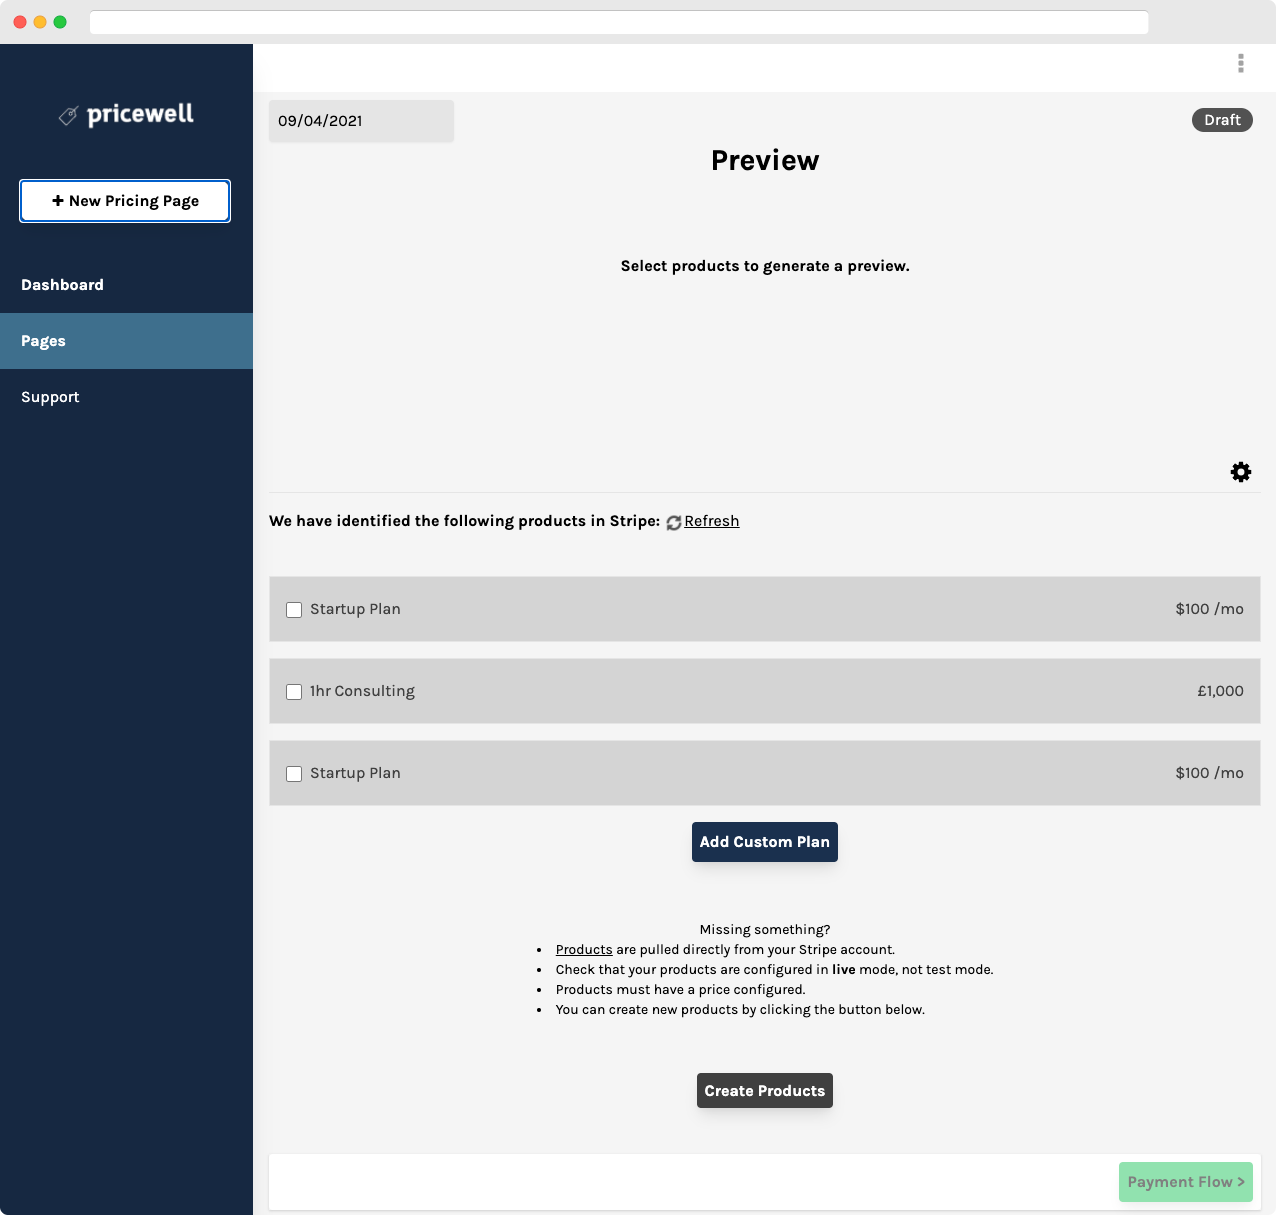 pricewell
+ New Pricing Page
Dashboard
Pages
Support
09/04/2021
Draft
Preview
Select products to generate a preview.
We have identified the following products in Stripe: Refresh
Startup Plan $100 /mo
1hr Consulting £1,000
Startup Plan $100 /mo
Add Custom Plan
Missing something?
• Products are pulled directly from your Stripe account.
• Check that your products are configured in live mode, not test mode.
• Products must have a price configured.
• You can create new products by clicking the button below.
Create Products
Payment Flow >